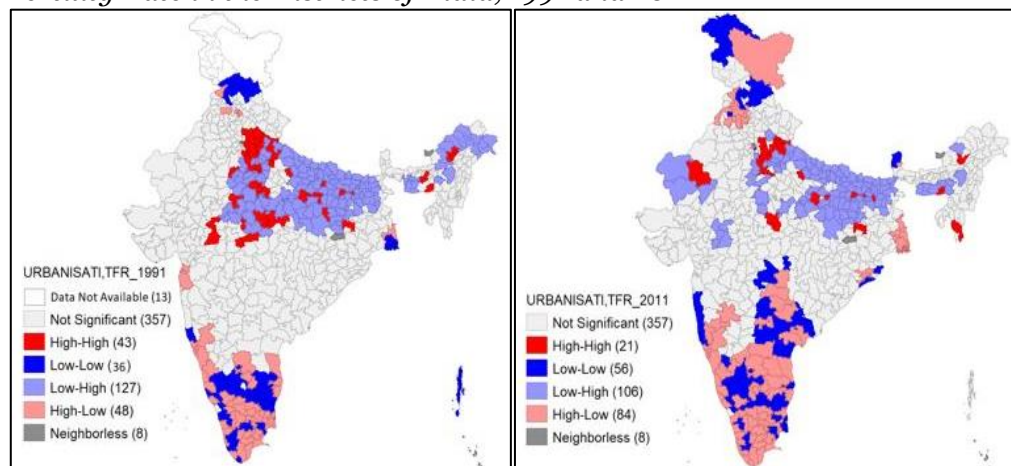 URBANISATI,TFR_1991
Data Not Available (13)
Not Significant (357)
High-High (43)
Low-Low (36)
Low-High (127)
High-Low (48)
Neighborless (8)
URBANISATI,TFR_2011
Not Significant (357)
High-High (21)
Low-Low (56)
Low-High (106)
High-Low (84)
Neighborless (8)